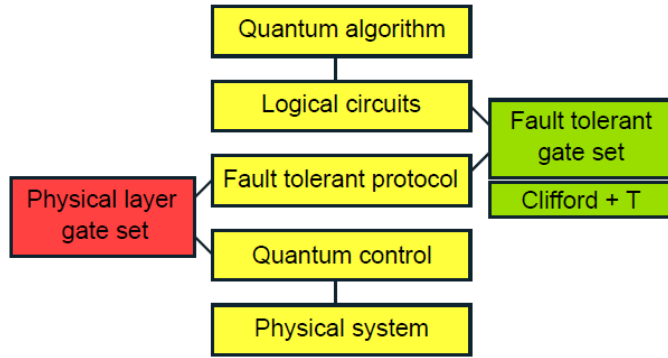 Quantum algorithm
Logical circuits
Fault tolerant
gate set
Fault tolerant protocol
Clifford + T
Physical layer
gate set
Quantum control
Physical system